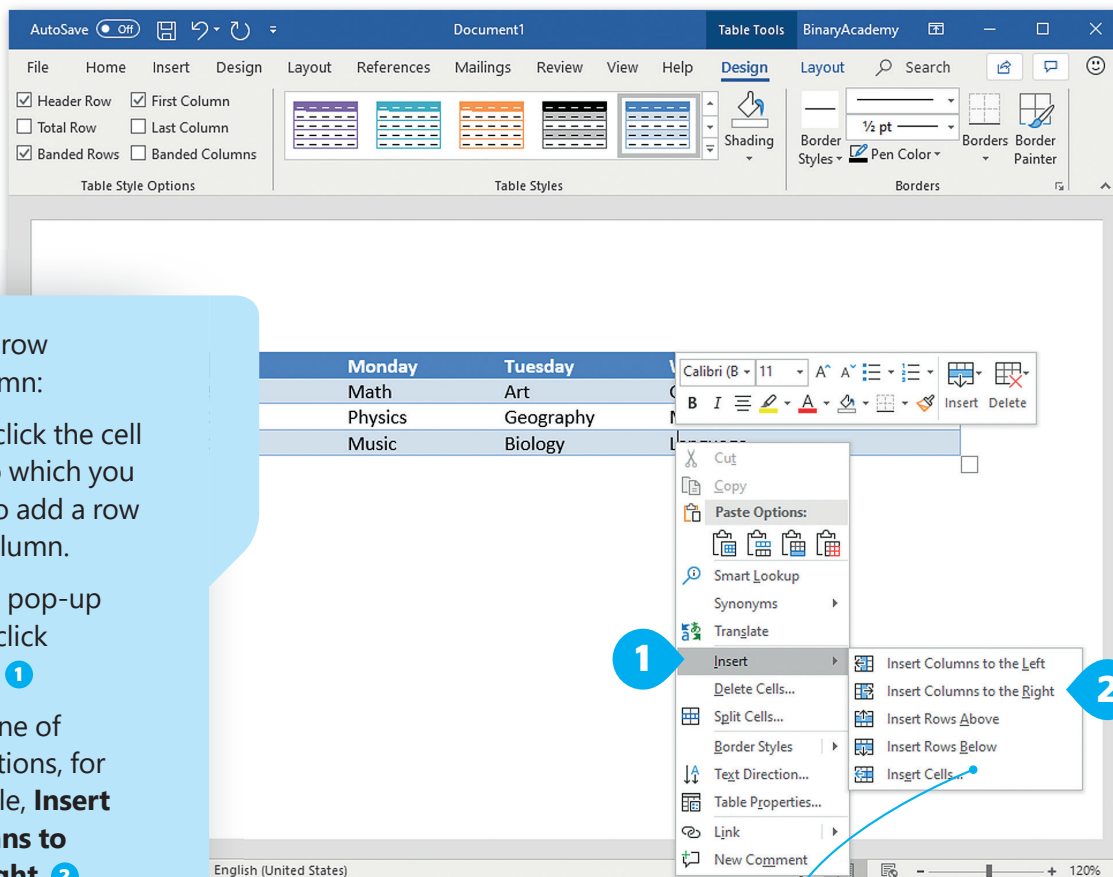 AutoSave Off Document1 Table Tools BinaryAcademy
File Home Insert Design Layout References Mailings Review View Help Design Layout Search
Header Row First Column
Total Row Last Column
Banded Rows Banded Columns
Table Style Options
Table Styles
Shading
Border Styles
½ pt
Pen Color
Borders
Border Painter
Borders
row
mn:
click the cell
o which you
o add a row
lumn.
pop-up
click
1
ne of
tions, for
le, Insert
ns to
ght. 2
Monday Tuesday
Math Art
Physics Geography
Music Biology
Calibri (B 11 A^ A˅
B I A Insert Delete
Cut
Copy
Paste Options:
Smart Lookup
Synonyms
Translate
1
Insert
Delete Cells...
Split Cells...
Border Styles
Text Direction...
Table Properties...
Link
New Comment
Insert Columns to the Left
Insert Columns to the Right
2
Insert Rows Above
Insert Rows Below
Insert Cells...
English (United States) 120%